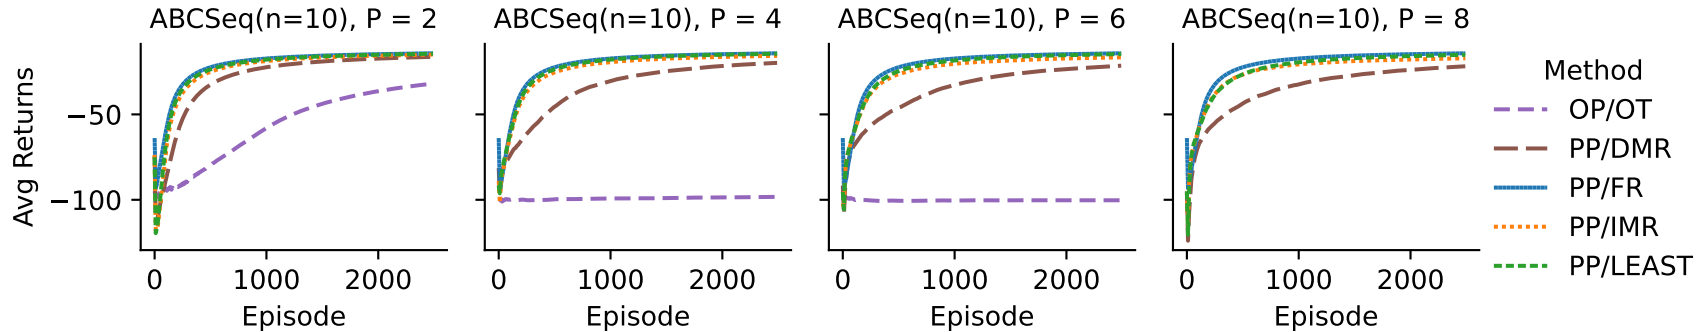 ABCSeq(n=10), P = 2
ABCSeq(n=10), P = 4
ABCSeq(n=10), P = 6
ABCSeq(n=10), P = 8
Avg Returns
−50
−100
0 1000 2000
0 1000 2000
0 1000 2000
0 1000 2000
Episode
Episode
Episode
Episode
Method
OP/OT
PP/DMR
PP/FR
PP/IMR
PP/LEAST